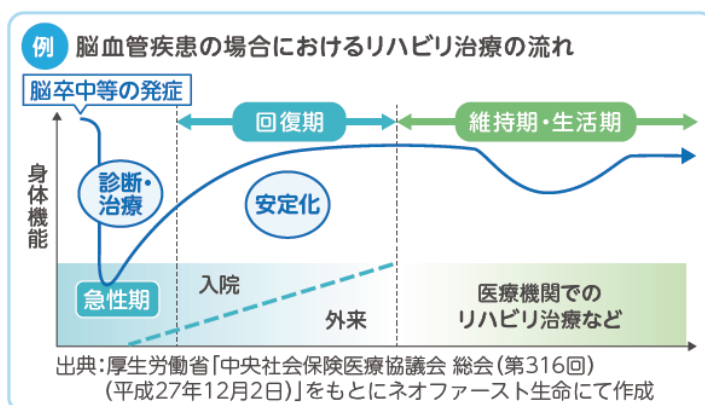 例 脳血管疾患の場合におけるリハビリ治療の流れ
脳卒中等の発症
回復期
維持期・生活期
身体機能
診断・
治療
安定化
急性期
入院
外来
医療機関での
リハビリ治療など
出典：厚生労働省「中央社会保険医療協議会 総会（第316回）
（平成27年12月2日）」をもとにネオファースト生命にて作成